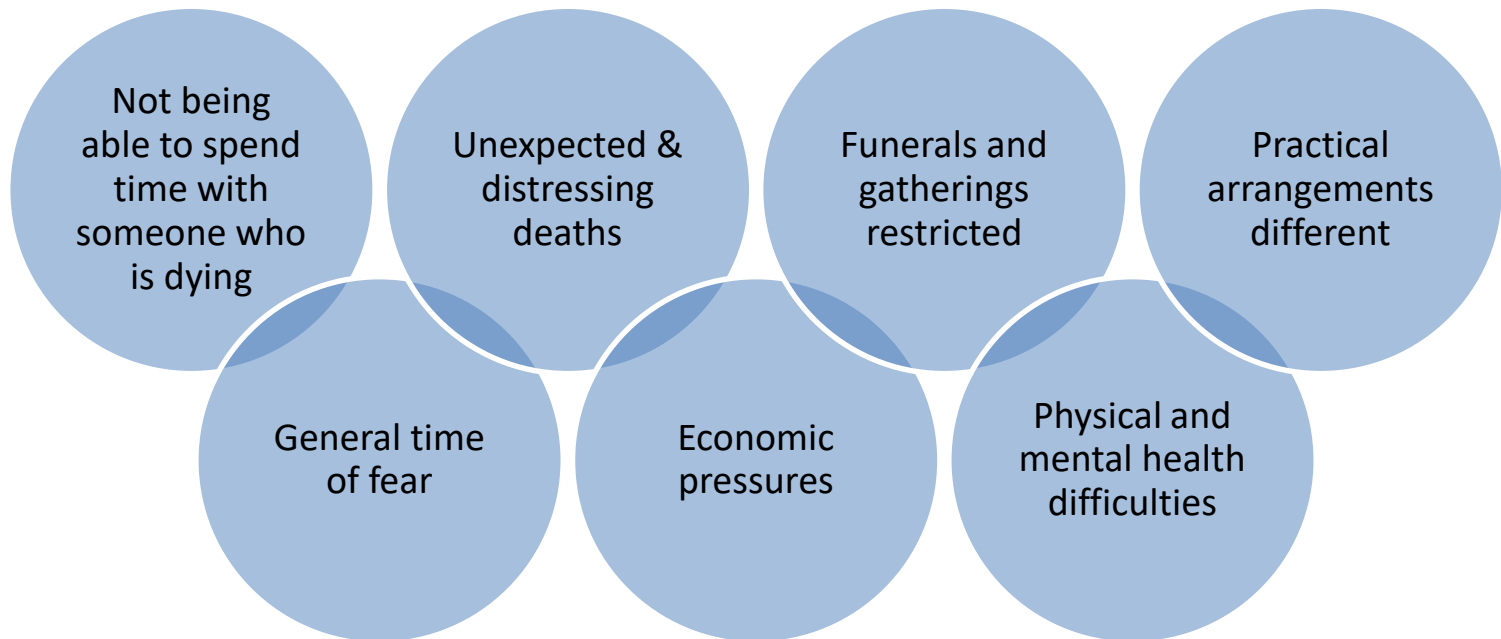 Not being
able to spend
time with
someone who
is dying
Unexpected &
distressing
deaths
Funerals and
gatherings
restricted
Practical
arrangements
different
General time
of fear
Economic
pressures
Physical and
mental health
difficulties